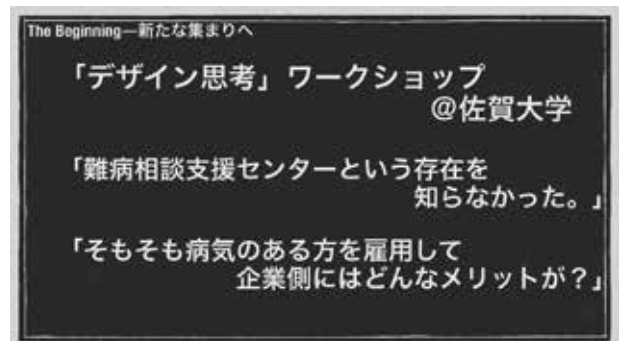 The Beginning—新たな集まりへ
「デザイン思考」ワークショップ
@佐賀大学
「難病相談支援センターという存在を
知らなかった。」
「そもそも病気のある方を雇用して
企業側にはどんなメリットが？」